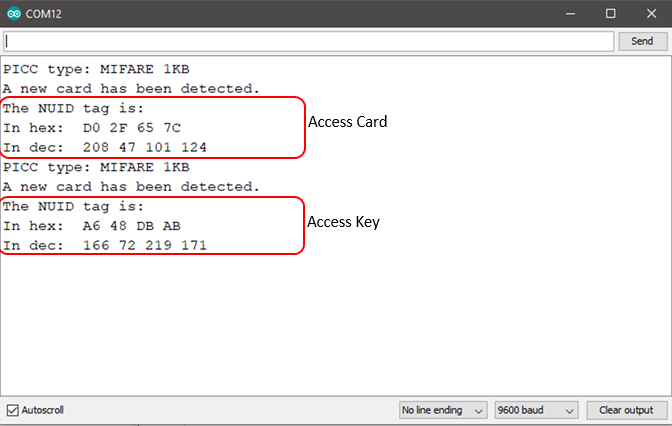 COM12
Send
PICC type: MIFARE 1KB
A new card has been detected.
The NUID tag is:
In hex:  D0 2F 65 7C
Access Card
In dec:  208 47 101 124
PICC type: MIFARE 1KB
A new card has been detected.
The NUID tag is:
In hex:  A6 48 DB AB
Access Key
In dec:  166 72 219 171
Autoscroll
No line ending
9600 baud
Clear output